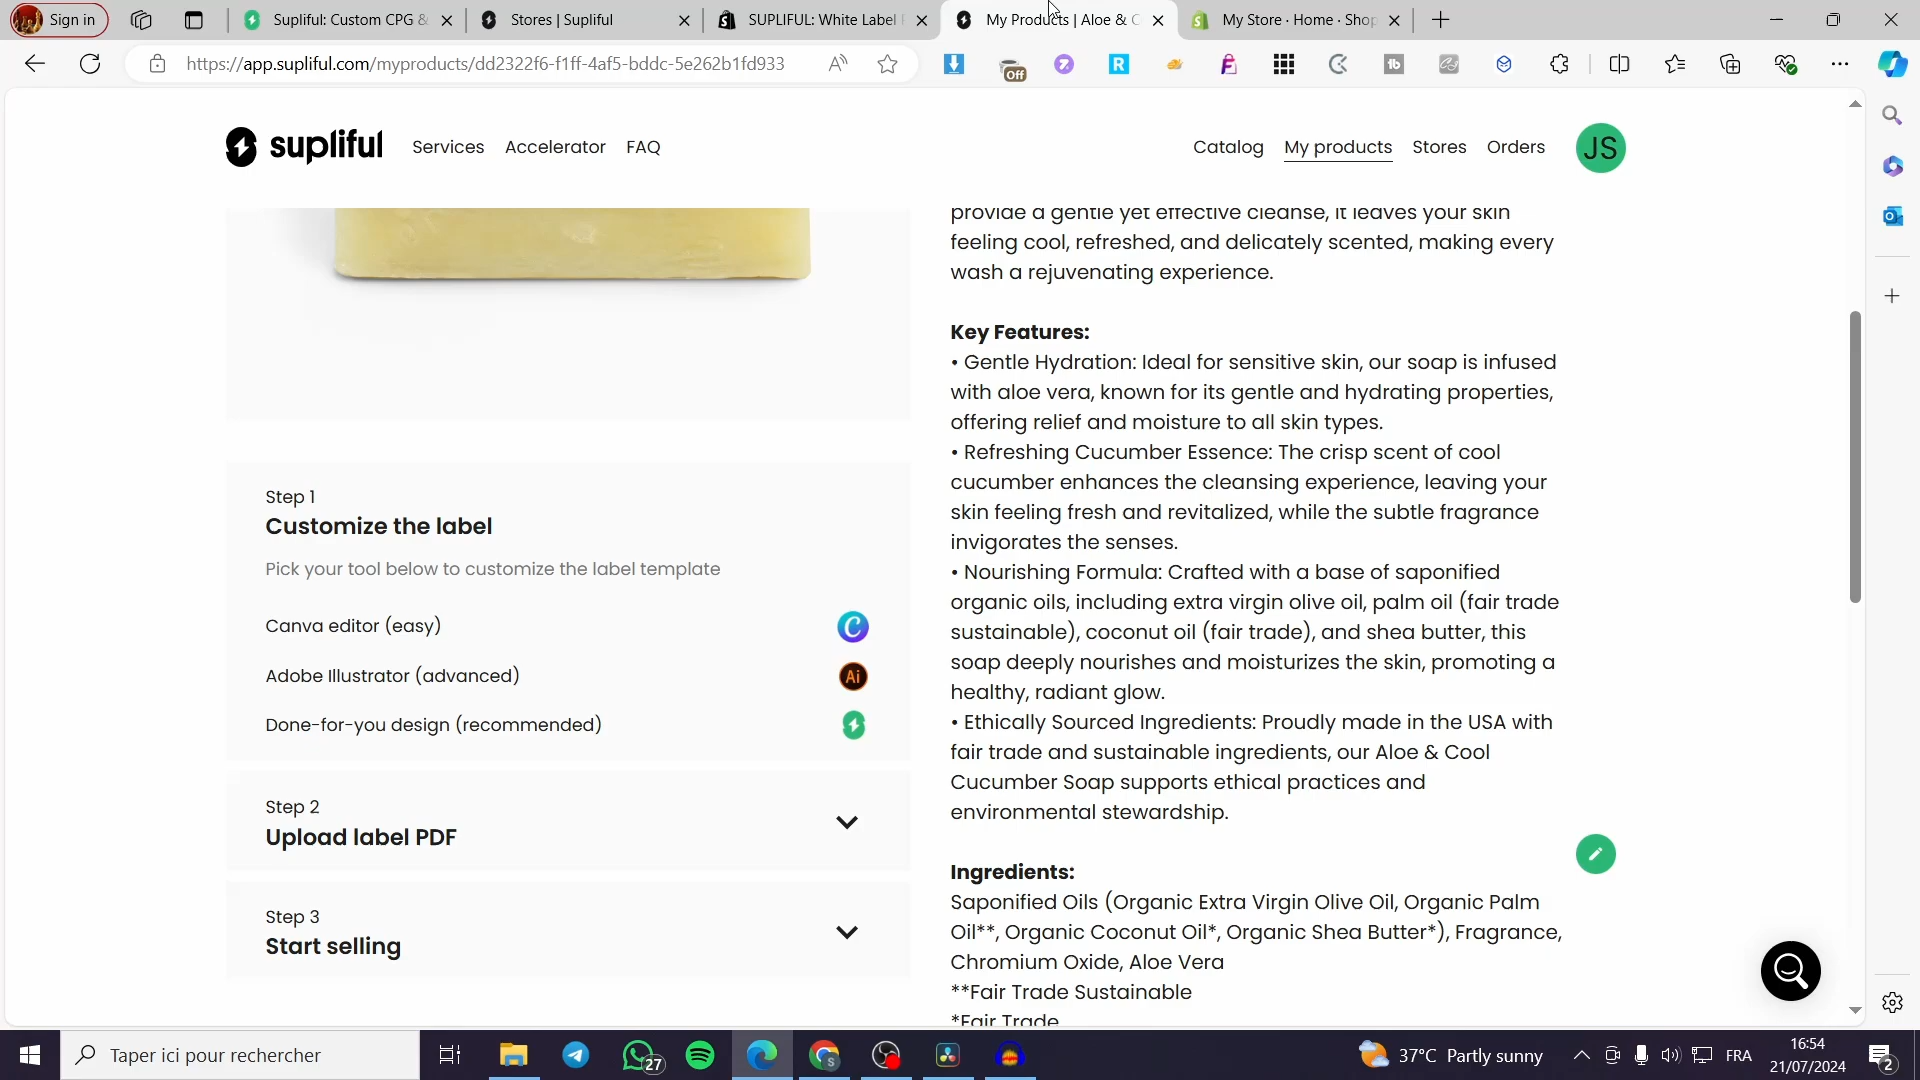 Sign in
Supliful: Custom CPG &
Stores | Supliful
SUPLIFUL: White Label
My Products | Aloe & C
My Store · Home · Shop
https://app.supliful.com/myproducts/dd2322f6-f1ff-4af5-bddc-5e262b1fd933
Off
supliful
Services
Accelerator
FAQ
Catalog
My products
Stores
Orders
JS
provide a gentle yet effective cleanse, it leaves your skin
feeling cool, refreshed, and delicately scented, making every
wash a rejuvenating experience.
Key Features:
• Gentle Hydration: Ideal for sensitive skin, our soap is infused
with aloe vera, known for its gentle and hydrating properties,
offering relief and moisture to all skin types.
• Refreshing Cucumber Essence: The crisp scent of cool
cucumber enhances the cleansing experience, leaving your
skin feeling fresh and revitalized, while the subtle fragrance
invigorates the senses.
• Nourishing Formula: Crafted with a base of saponified
organic oils, including extra virgin olive oil, palm oil (fair trade
sustainable), coconut oil (fair trade), and shea butter, this
soap deeply nourishes and moisturizes the skin, promoting a
healthy, radiant glow.
• Ethically Sourced Ingredients: Proudly made in the USA with
fair trade and sustainable ingredients, our Aloe & Cool
Cucumber Soap supports ethical practices and
environmental stewardship.
Ingredients:
Saponified Oils (Organic Extra Virgin Olive Oil, Organic Palm
Oil**, Organic Coconut Oil*, Organic Shea Butter*), Fragrance,
Chromium Oxide, Aloe Vera
**Fair Trade Sustainable
*Fair Trade
Step 1
Customize the label
Pick your tool below to customize the label template
Canva editor (easy)
Adobe Illustrator (advanced)
Ai
Done-for-you design (recommended)
Step 2
Upload label PDF
Step 3
Start selling
Taper ici pour rechercher
27
37°C Partly sunny
FRA
16:54
21/07/2024
2